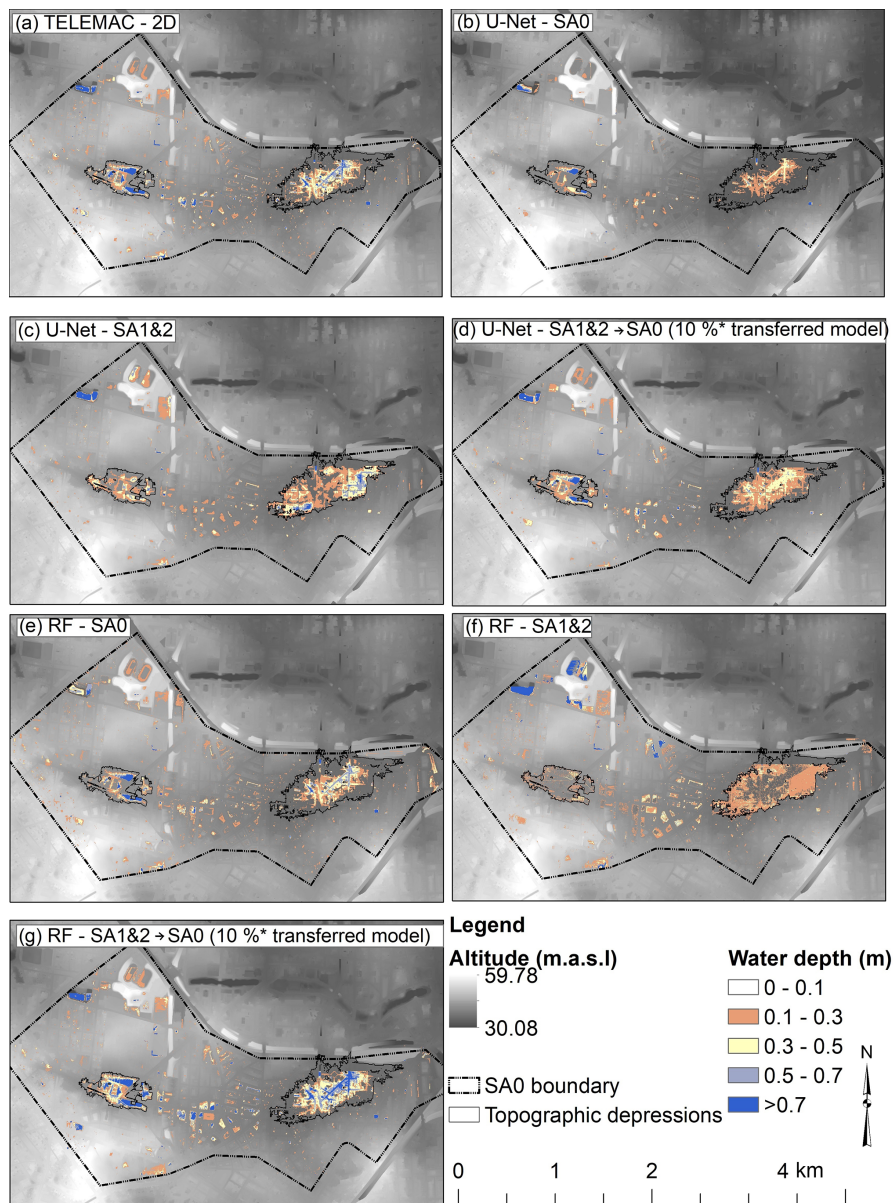 (a) TELEMAC - 2D
(b) U-Net - SA0
(c) U-Net - SA1&2
(d) U-Net - SA1&2 → SA0 (10 %* transferred model)
(e) RF - SA0
(f) RF - SA1&2
(g) RF - SA1&2 → SA0 (10 %* transferred model)
Legend
Altitude (m.a.s.l)
59.78
30.08
SA0 boundary
Topographic depressions
Water depth (m)
0 - 0.1
0.1 - 0.3
0.3 - 0.5
0.5 - 0.7
>0.7
N
0 1 2 4 km